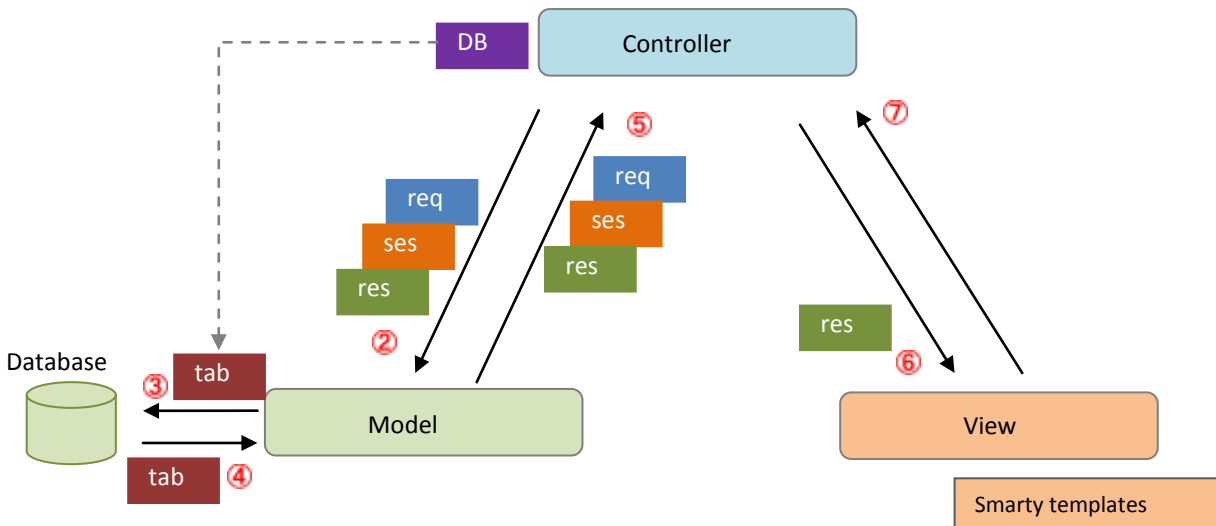 DB
Controller
⑤
⑦
req
req
ses
ses
res
res
res
②
⑥
Database
③
tab
Model
View
tab
④
Smarty templates